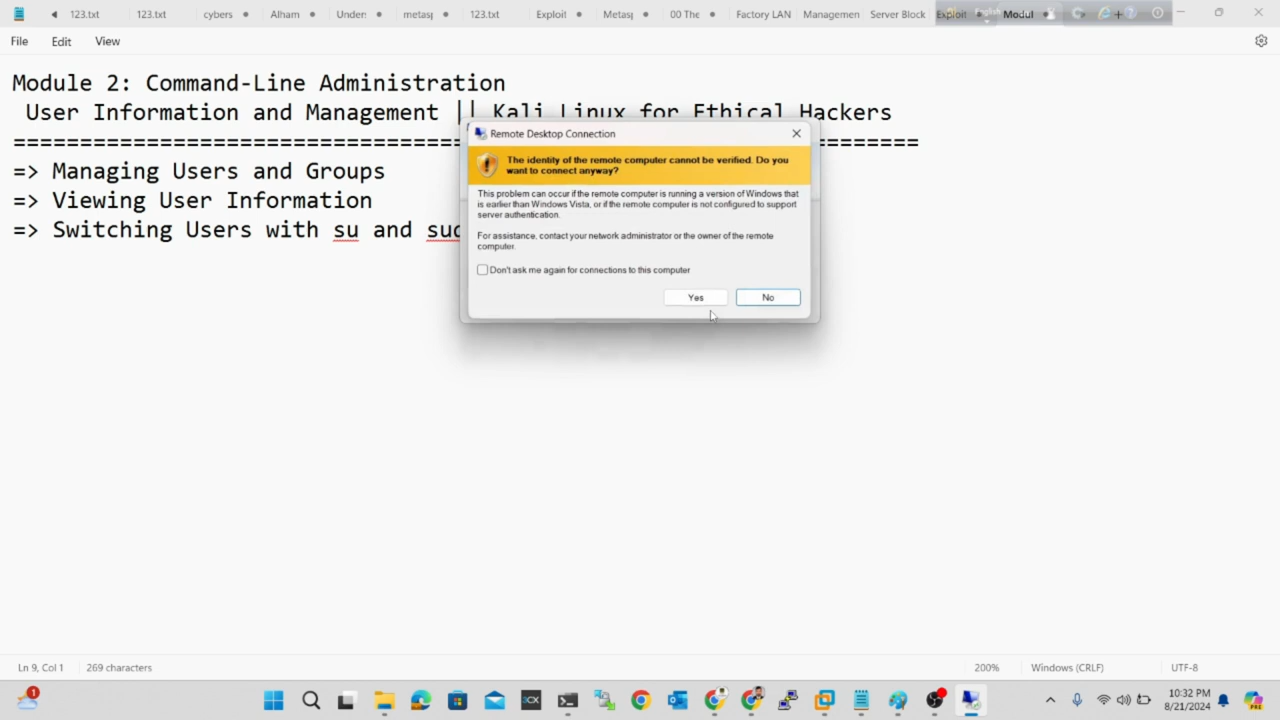 123.txt
123.txt
cybers
Alham
Under
metasp
123.txt
Exploit
Metasp
00 The
Factory LAN
Managemen
Server Block
Exploit
English
Modul
File
Edit
View
Module 2: Command-Line Administration
User Information and Management || Kali Linux for Ethical Hackers
====================================================================
=> Managing Users and Groups
=> Viewing User Information
=> Switching Users with su and
Remote Desktop Connection
The identity of the remote computer cannot be verified. Do you
want to connect anyway?
This problem can occur if the remote computer is running a version of Windows that
is earlier than Windows Vista, or if the remote computer is not configured to support
server authentication.
For assistance, contact your network administrator or the owner of the remote
computer.
Don't ask me again for connections to this computer
Yes
No
Ln 9, Col 1
269 characters
200%
Windows (CRLF)
UTF-8
1
10:32 PM
8/21/2024